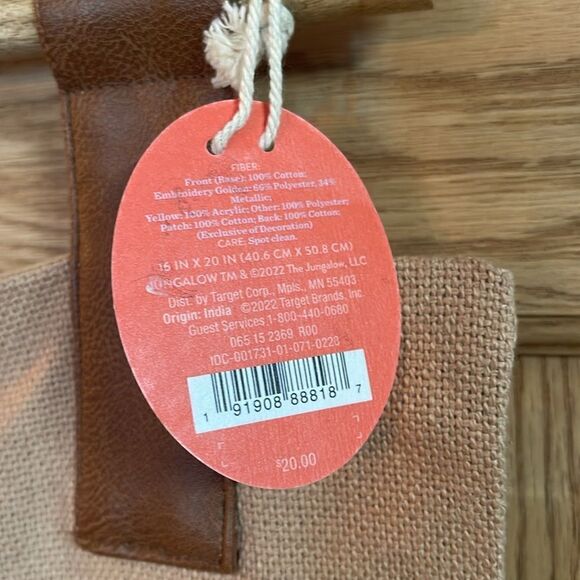 FIBER:
Front (Base): 100% Cotton;
Embroidery Golden: 66% Polyester, 34%
Metallic;
Yellow: 100% Acrylic; Other: 100% Polyester;
Patch: 100% Cotton; Back: 100% Cotton;
(Exclusive of Decoration)
CARE: Spot clean.
16 IN X 20 IN (40.6 CM X 50.8 CM)
JUNGALOW TM & ©2022 The Jungalow, LLC
Dist. by Target Corp., Mpls., MN 55403
Origin: India ©2022 Target Brands, Inc.
Guest Services 1-800-440-0680
065 15 2369 R00
IDC-001731-01-071-0228
1 91908 88818 7
$20.00